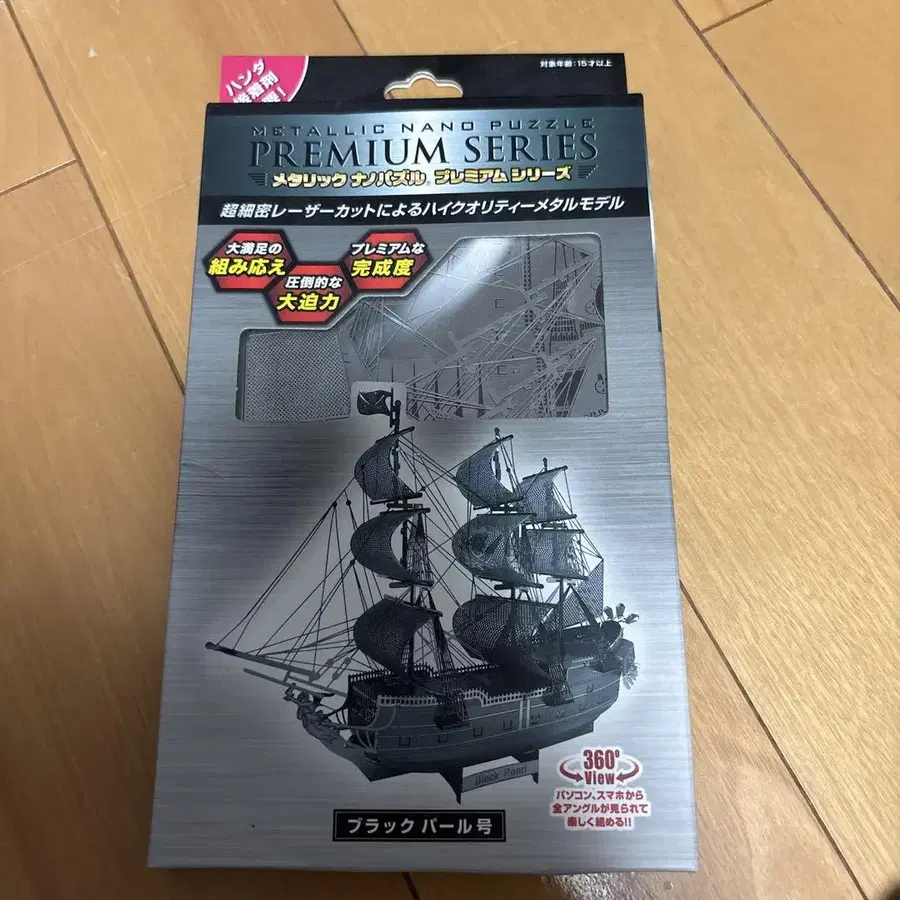 ハンダ
接着剤
対象年齢:15才以上
METALLIC NANO PUZZLE
PREMIUM SERIES
メタリック ナノパズル® プレミアム シリーズ
超細密レーザーカットによるハイクオリティーメタルモデル
大満足の
組み応え
圧倒的な
大迫力
プレミアムな
完成度
Black Pearl
360°
View
パソコン、スマホから
全アングルが見られて
楽しく組める!!
ブラック パール 号